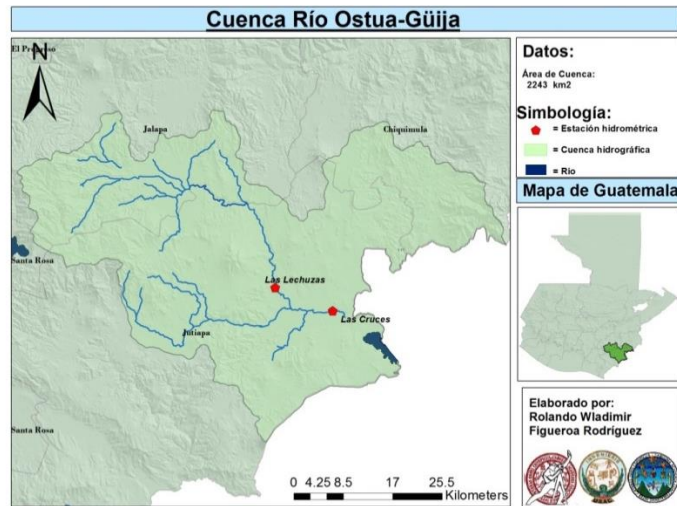 Cuenca Río Ostua-Güija
El Progreso
N
Jalapa
Chiquimula
Santa Rosa
Las Lechuzas
Las Cruces
Jutiapa
Santa Rosa
0 4.25 8.5 17 25.5
Kilometers
Datos:
Área de Cuenca:
2243 km2
Simbología:
= Estación hidrométrica
= Cuenca hidrográfica
= Río
Mapa de Guatemala
Elaborado por:
Rolando Wladimir
Figueroa Rodríguez